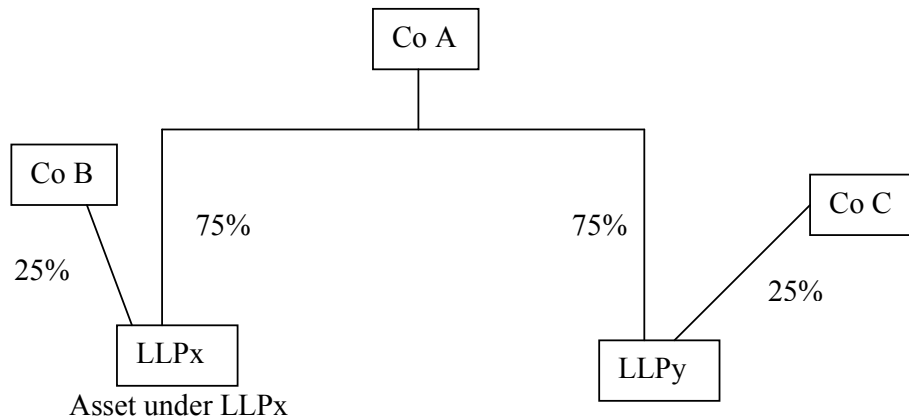 Co A
Co B
Co C
75%
75%
25%
25%
LLPx
LLPy
Asset under LLPx